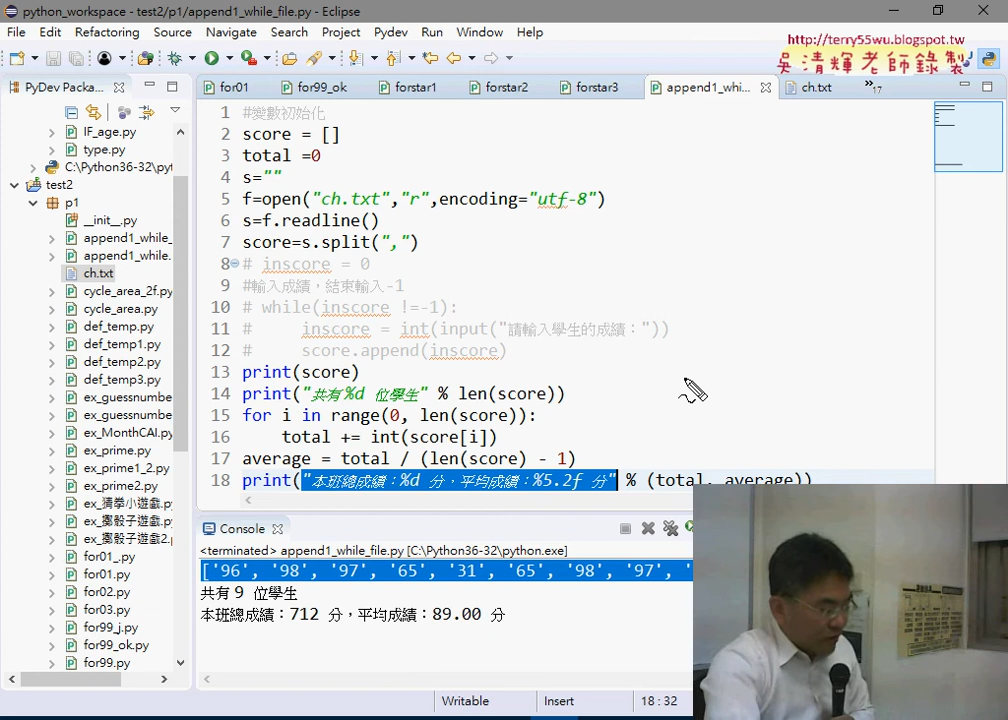 python_workspace - test2/p1/append1_while_file.py - Eclipse
File Edit Refactoring Source Navigate Search Project Pydev Run Window Help
http://terry55wu.blogspot.tw
吳清輝老師錄製
PyDev Packa...
for01
for99_ok
forstar1
forstar2
forstar3
append1_whi...
ch.txt
»17
IF_age.py
type.py
C:\Python36-32\pyt
test2
p1
__init__.py
append1_while_
append1_while.
ch.txt
cycle_area_2f.py
cycle_area.py
def_temp.py
def_temp1.py
def_temp2.py
def_temp3.py
ex_guessnumbe
ex_guessnumbe
ex_MonthCAI.py
ex_prime.py
ex_prime1_2.py
ex_prime2.py
ex_猜拳小遊戲.p
ex_擲骰子遊戲.p
ex_擲骰子遊戲2.
for01_.py
for01.py
for02.py
for03.py
for99_j.py
for99_ok.py
for99.py
1 #變數初始化
2 score = []
3 total =0
4 s=""
5 f=open("ch.txt","r",encoding="utf-8")
6 s=f.readline()
7 score=s.split(",")
8 # inscore = 0
9 #輸入成績，結束輸入-1
10 # while(inscore !=-1):
11 #     inscore = int(input("請輸入學生的成績："))
12 #     score.append(inscore)
13 print(score)
14 print("共有%d 位學生" % len(score))
15 for i in range(0, len(score)):
16     total += int(score[i])
17 average = total / (len(score) - 1)
18 print("本班總成績：%d 分，平均成績：%5.2f 分" % (total, average))
Console
<terminated> append1_while_file.py [C:\Python36-32\python.exe]
['96', '98', '97', '65', '31', '65', '98', '97', '
共有 9 位學生
本班總成績：712 分，平均成績：89.00 分
Writable Insert 18 : 32